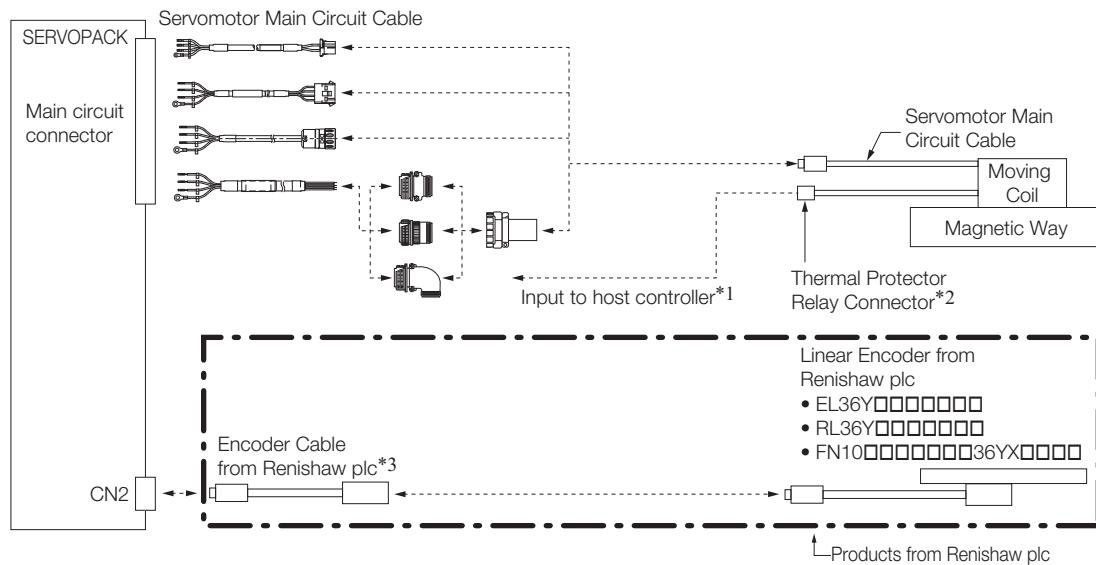 Servomotor Main Circuit Cable
SERVOPACK
Main circuit
connector
Servomotor Main
Circuit Cable
Moving
Coil
Magnetic Way
Thermal Protector
Relay Connector*2
Input to host controller*1
Linear Encoder from
Renishaw plc
• EL36Y□□□□□□□
• RL36Y□□□□□□□
• FN10□□□□□□□36YX□□□□
Encoder Cable
from Renishaw plc*3
CN2
Products from Renishaw plc